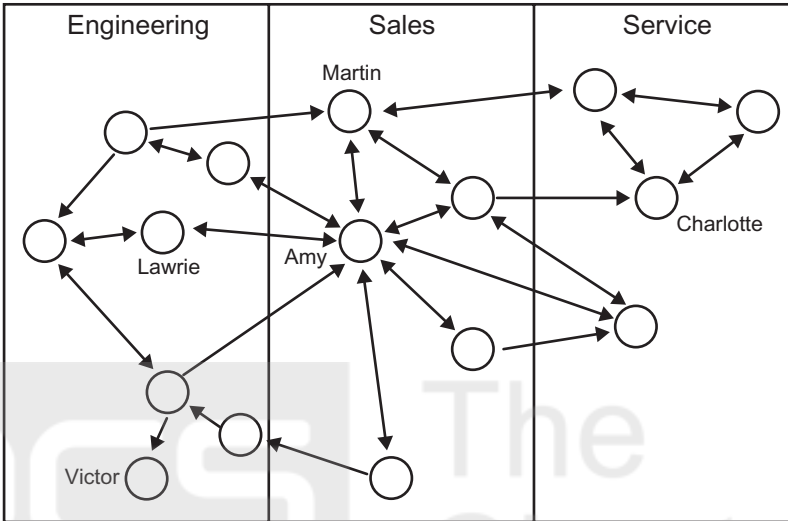 Engineering
Sales
Service
Martin
Charlotte
Amy
Lawrie
Victor
The